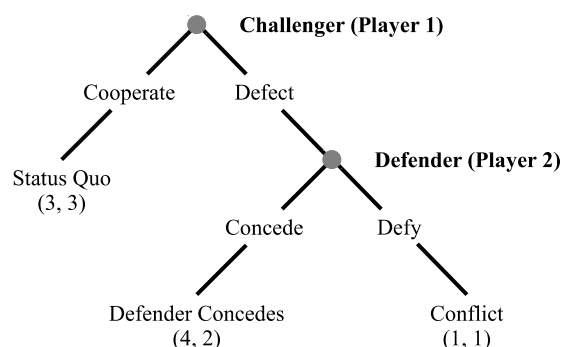 Challenger (Player 1)
Cooperate
Defect
Status Quo
(3, 3)
Defender (Player 2)
Concede
Defy
Defender Concedes
(4, 2)
Conflict
(1, 1)